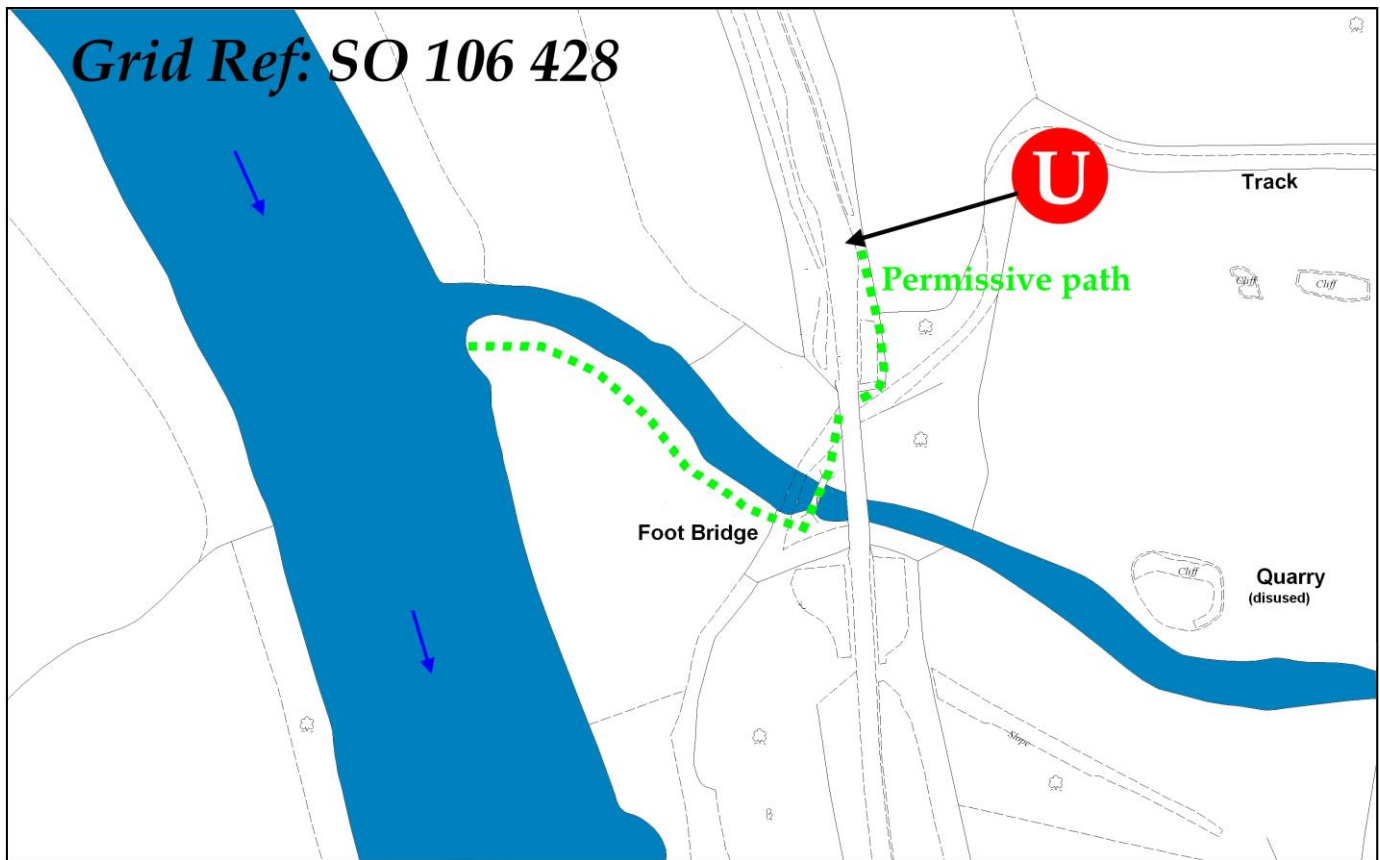 Grid Ref: SO 106 428
U
Track
Permissive path
Cliff
Cliff
Foot Bridge
Cliff
Quarry
(disused)
Slope